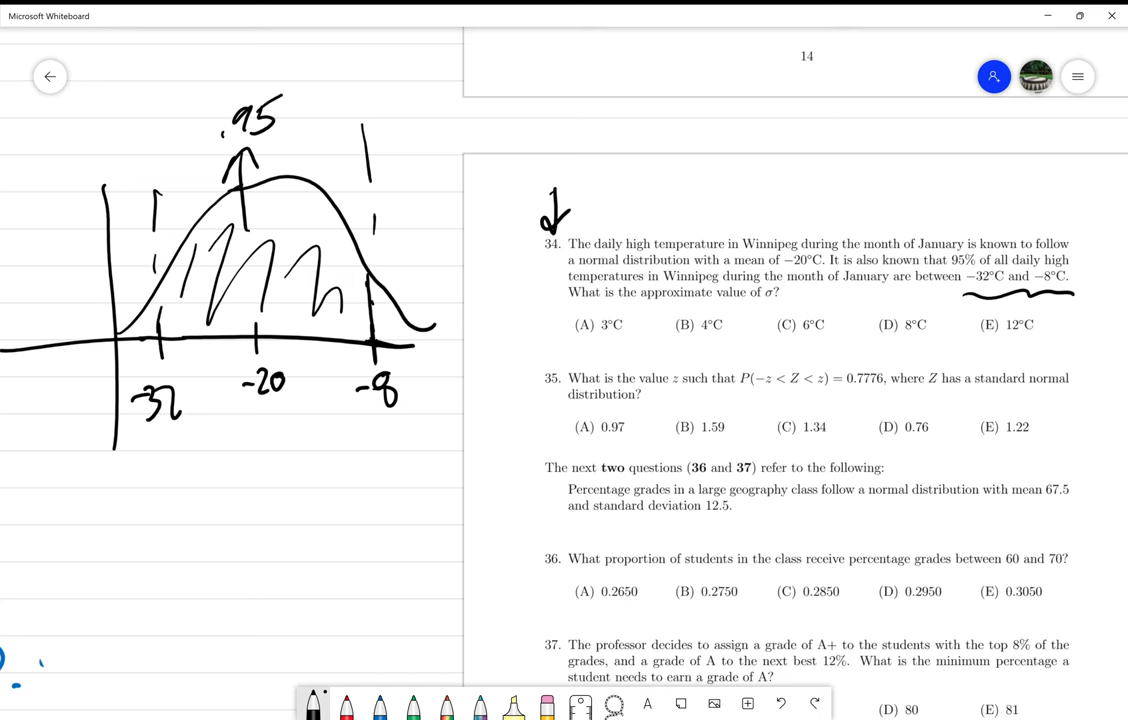 Microsoft Whiteboard
14
.95
-32
-20
-8
34. The daily high temperature in Winnipeg during the month of January is known to follow
a normal distribution with a mean of −20°C. It is also known that 95% of all daily high
temperatures in Winnipeg during the month of January are between −32°C and −8°C.
What is the approximate value of σ?
(A) 3°C (B) 4°C (C) 6°C (D) 8°C (E) 12°C
35. What is the value z such that P(−z < Z < z) = 0.7776, where Z has a standard normal
distribution?
(A) 0.97 (B) 1.59 (C) 1.34 (D) 0.76 (E) 1.22
The next two questions (36 and 37) refer to the following:
Percentage grades in a large geography class follow a normal distribution with mean 67.5
and standard deviation 12.5.
36. What proportion of students in the class receive percentage grades between 60 and 70?
(A) 0.2650 (B) 0.2750 (C) 0.2850 (D) 0.2950 (E) 0.3050
37. The professor decides to assign a grade of A+ to the students with the top 8% of the
grades, and a grade of A to the next best 12%. What is the minimum percentage a
student needs to earn a grade of A?
(D) 80 (E) 81
A